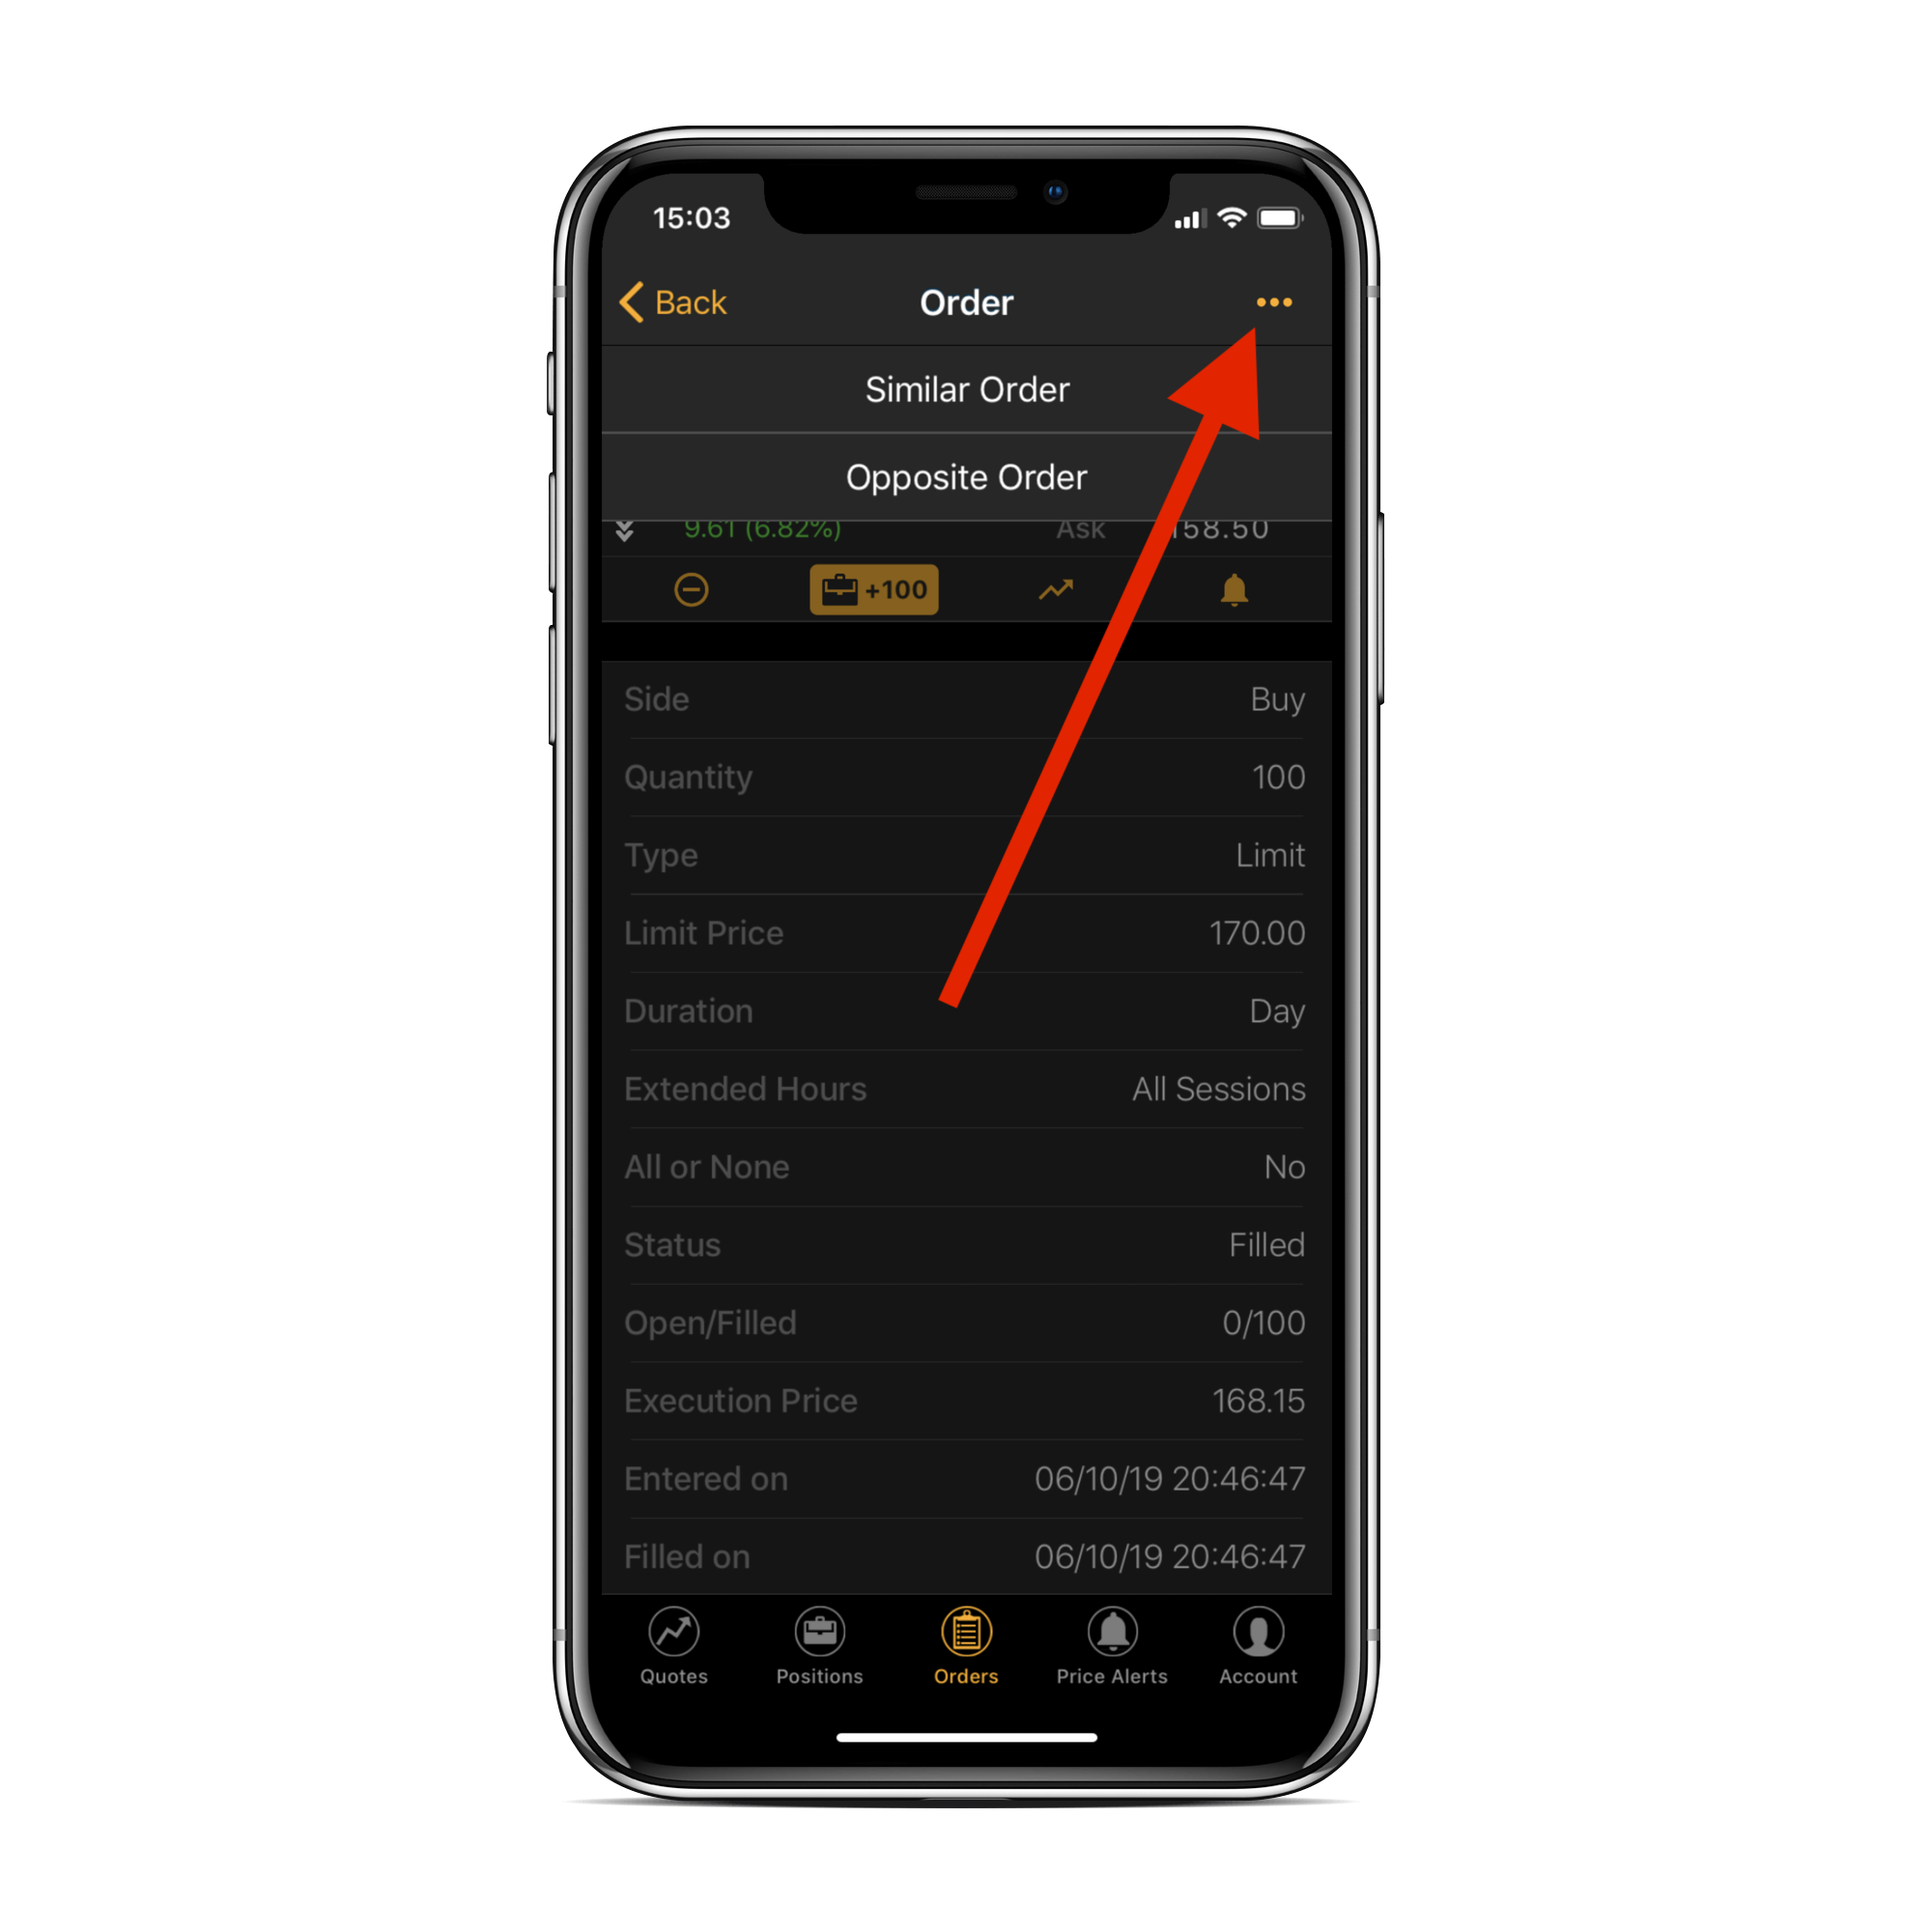 15:03
Back Order
Similar Order
Opposite Order
9.61 (6.82%) Ask 158.50
+100
Side Buy
Quantity 100
Type Limit
Limit Price 170.00
Duration Day
Extended Hours All Sessions
All or None No
Status Filled
Open/Filled 0/100
Execution Price 168.15
Entered on 06/10/19 20:46:47
Filled on 06/10/19 20:46:47
Quotes Positions Orders Price Alerts Account